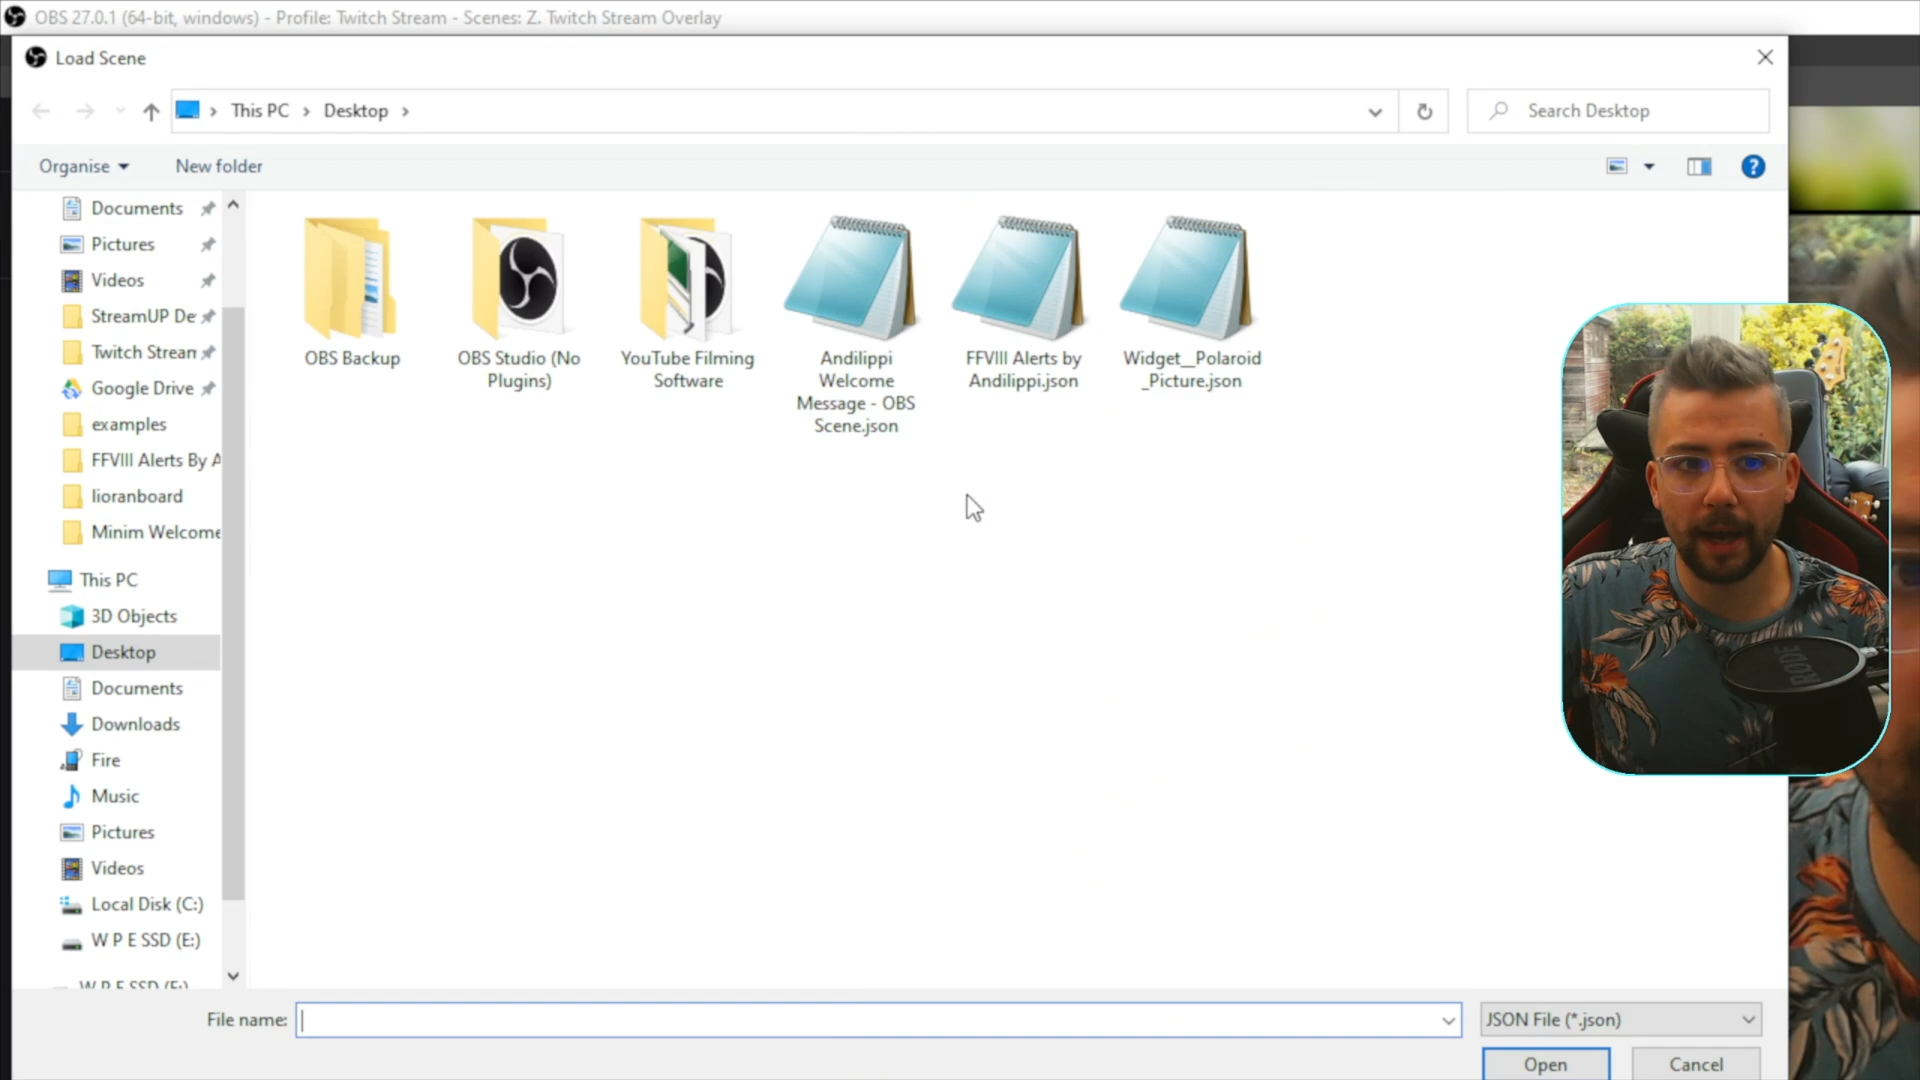 OBS 27.0.1 (64-bit, windows) - Profile: Twitch Stream - Scenes: Z. Twitch Stream Overlay
Load Scene
This PC
Desktop
Search Desktop
Organise
New folder
Documents
Pictures
Videos
StreamUP De
Twitch Stream
Google Drive
examples
FFVIII Alerts By A
lioranboard
Minim Welcome
This PC
3D Objects
Desktop
Documents
Downloads
Fire
Music
Pictures
Videos
Local Disk (C:)
W P E SSD (E:)
W P E SSD (E:)
OBS Backup
OBS Studio (No
Plugins)
YouTube Filming
Software
Andilippi
Welcome
Message - OBS
Scene.json
FFVIII Alerts by
Andilippi.json
Widget__Polaroid
_Picture.json
RODE
File name:
JSON File (*.json)
Open
Cancel